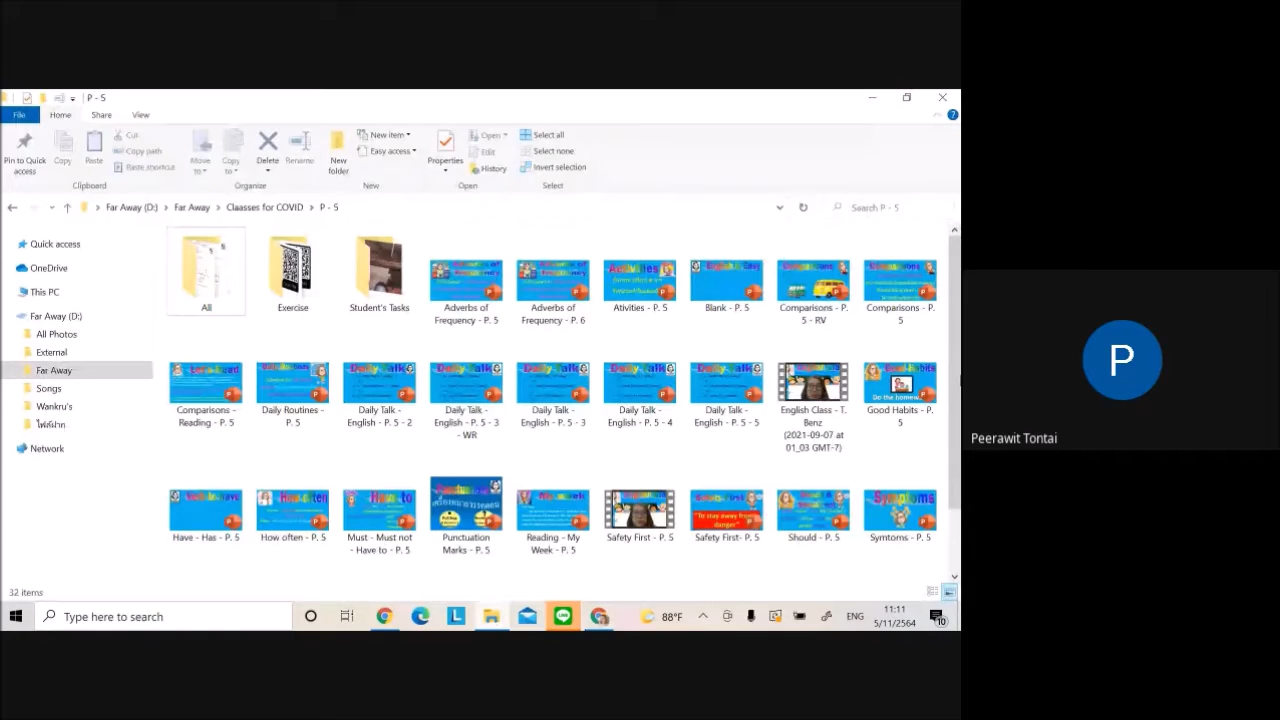 P - 5
File Home Share View
Pin to Quick access
Copy
Paste
Cut
Copy path
Paste shortcut
Move to
Copy to
Delete
Rename
New folder
New item
Easy access
Properties
Open
Edit
History
Select all
Select none
Invert selection
Clipboard Organize New Open Select
Far Away (D:) > Far Away > Claasses for COVID > P - 5
Search P - 5
Quick access
OneDrive
This PC
Far Away (D:)
All Photos
External
Far Away
Songs
Wankru's
Network
All
Exercise
Student's Tasks
Adverbs of Frequency - P. 5
Adverbs of Frequency - P. 6
Ativities - P. 5
Blank - P. 5
Comparisons - P. 5 - RV
Comparisons - P. 5
Comparisons - Reading - P. 5
Daily Routines - P. 5
Daily Talk - English - P. 5 - 2
Daily Talk - English - P. 5 - 3 - WR
Daily Talk - English - P. 5 - 3
Daily Talk - English - P. 5 - 4
Daily Talk - English - P. 5 - 5
English Class - T. Benz (2021-09-07 at 01_03 GMT-7)
Good Habits - P. 5
Do the homework
Have - Has - P. 5
How often - P. 5
Must - Must not - Have to - P. 5
Punctuation Marks - P. 5
Reading - My Week - P. 5
Safety First - P. 5
Safety First- P. 5
Should - P. 5
Symtoms - P. 5
32 items
Type here to search
88°F
ENG
11:11
5/11/2564
10
P
Peerawit Tontai